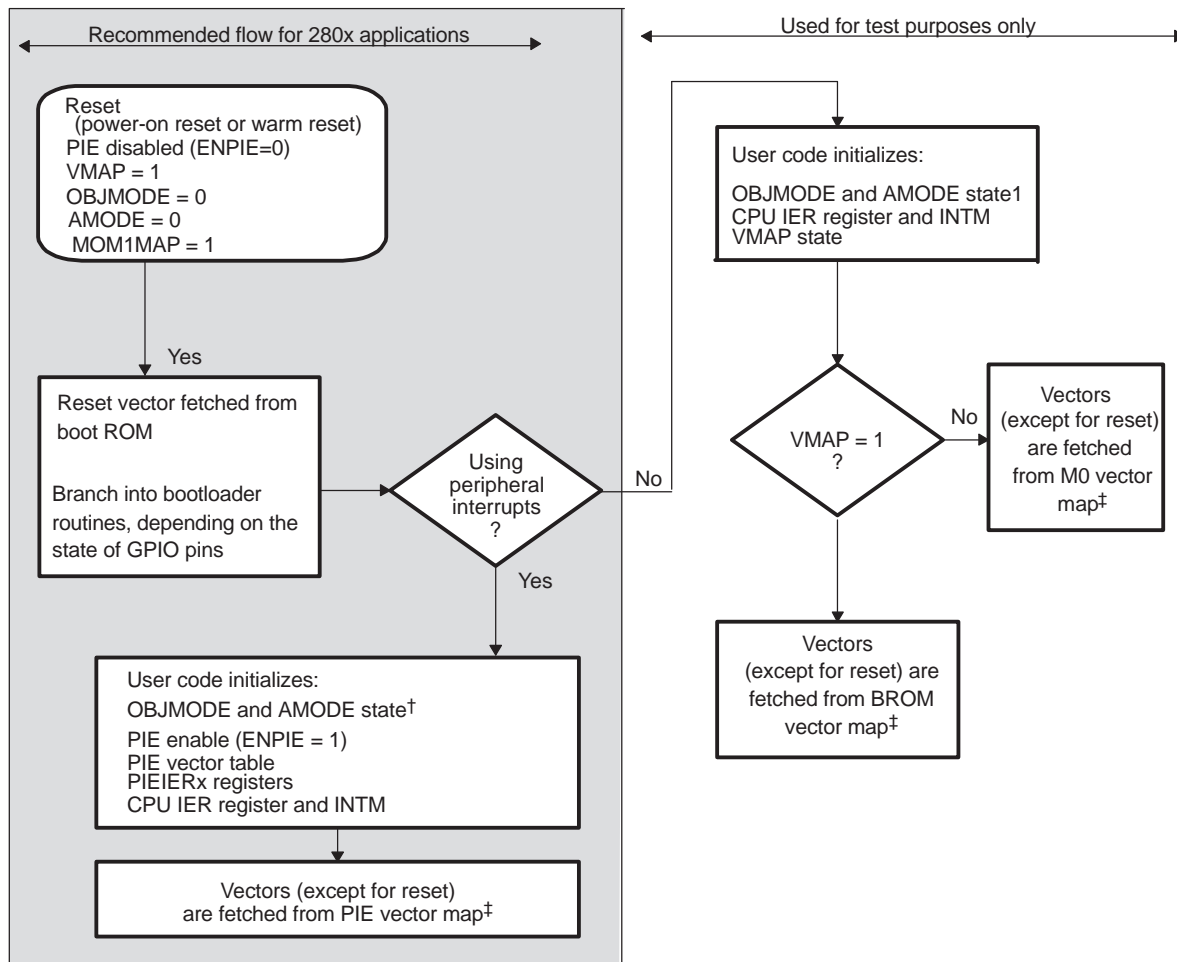 Recommended flow for 280x applications
Used for test purposes only
Reset
(power-on reset or warm reset)
PIE disabled (ENPIE=0)
VMAP = 1
OBJMODE = 0
AMODE = 0
MOM1MAP = 1
Yes
Reset vector fetched from
boot ROM
Branch into bootloader
routines, depending on the
state of GPIO pins
Using
peripheral
interrupts
?
No
Yes
User code initializes:
OBJMODE and AMODE state†
PIE enable (ENPIE = 1)
PIE vector table
PIEIERx registers
CPU IER register and INTM
Vectors (except for reset)
are fetched from PIE vector map‡
User code initializes:
OBJMODE and AMODE state1
CPU IER register and INTM
VMAP state
VMAP = 1
?
No
Vectors
(except for reset)
are fetched
from M0 vector
map‡
Yes
Vectors
(except for reset) are
fetched from BROM
vector map‡